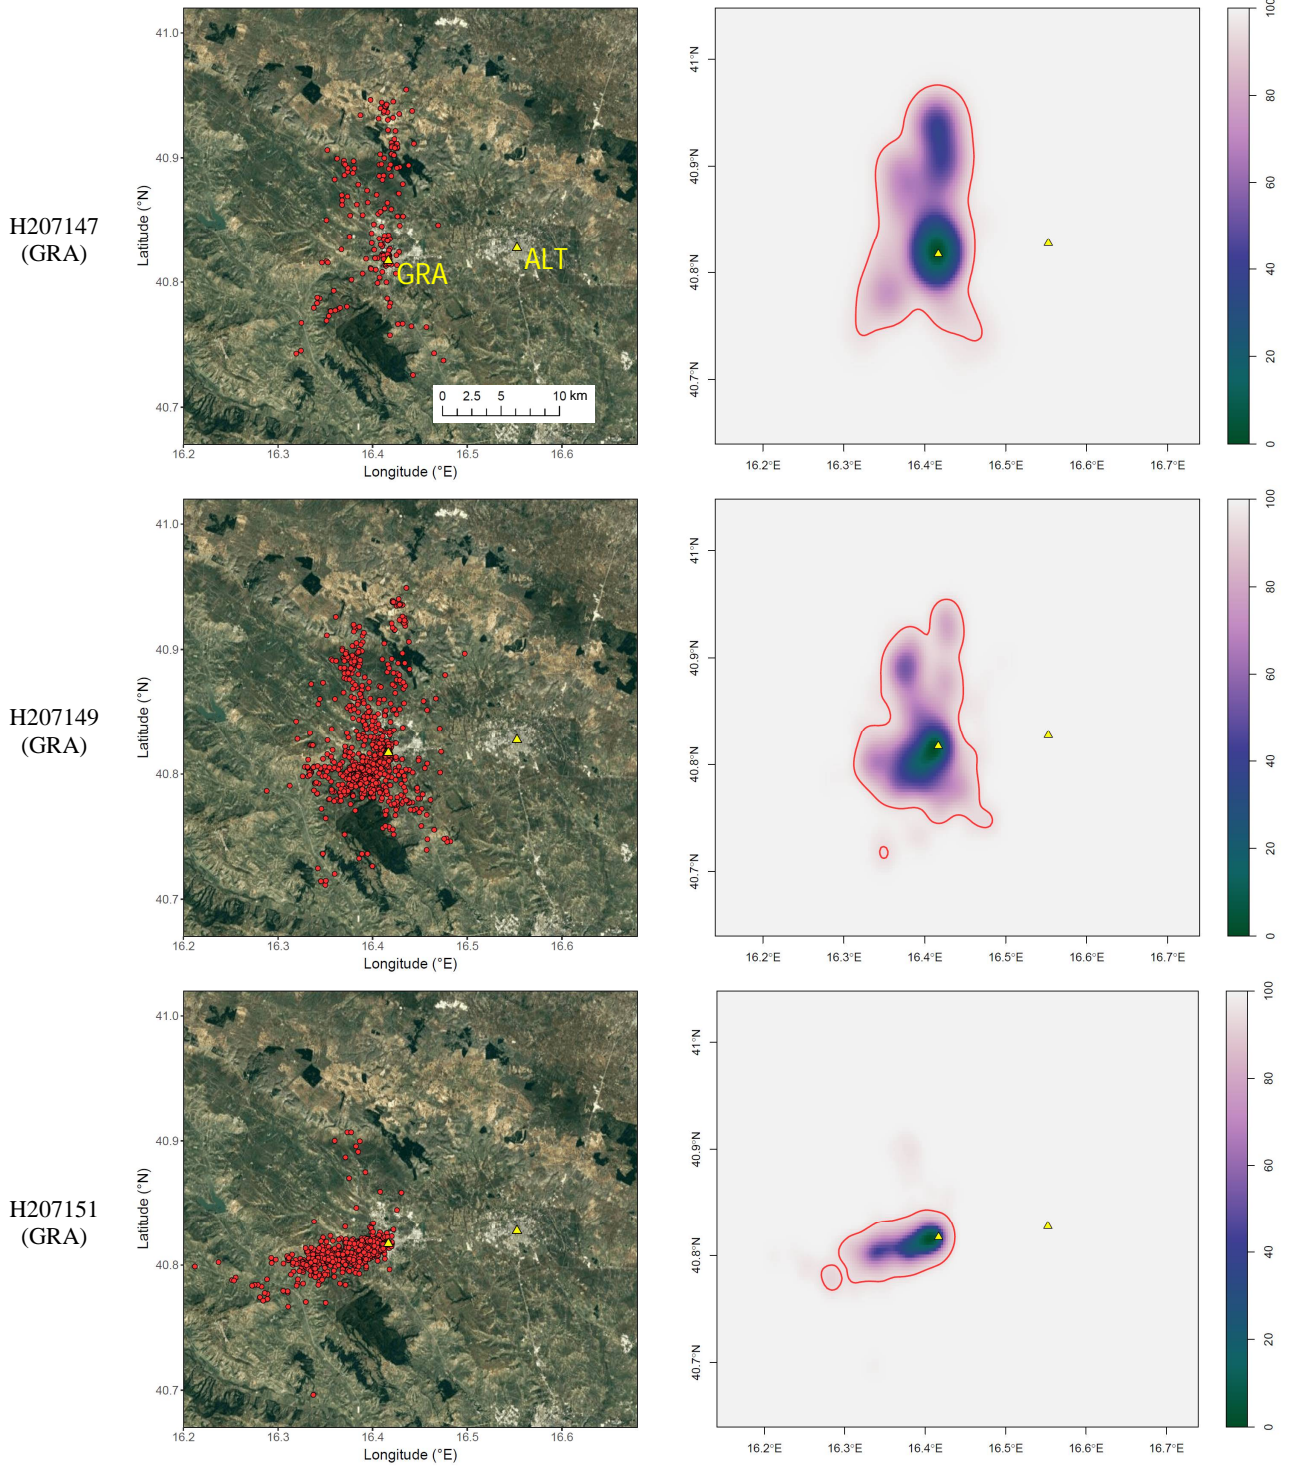 H207147
(GRA)
Latitude (°N)
41.0
40.9
40.8
40.7
GRA
ALT
0 2.5 5 10 km
16.2 16.3 16.4 16.5 16.6
Longitude (°E)
41°N
40.9°N
40.8°N
40.7°N
16.2°E 16.3°E 16.4°E 16.5°E 16.6°E 16.7°E
100
80
60
40
20
0
H207149
(GRA)
Latitude (°N)
41.0
40.9
40.8
40.7
16.2 16.3 16.4 16.5 16.6
Longitude (°E)
41°N
40.9°N
40.8°N
40.7°N
16.2°E 16.3°E 16.4°E 16.5°E 16.6°E 16.7°E
100
80
60
40
20
0
H207151
(GRA)
Latitude (°N)
41.0
40.9
40.8
40.7
16.2 16.3 16.4 16.5 16.6
Longitude (°E)
41°N
40.9°N
40.8°N
40.7°N
16.2°E 16.3°E 16.4°E 16.5°E 16.6°E 16.7°E
100
80
60
40
20
0